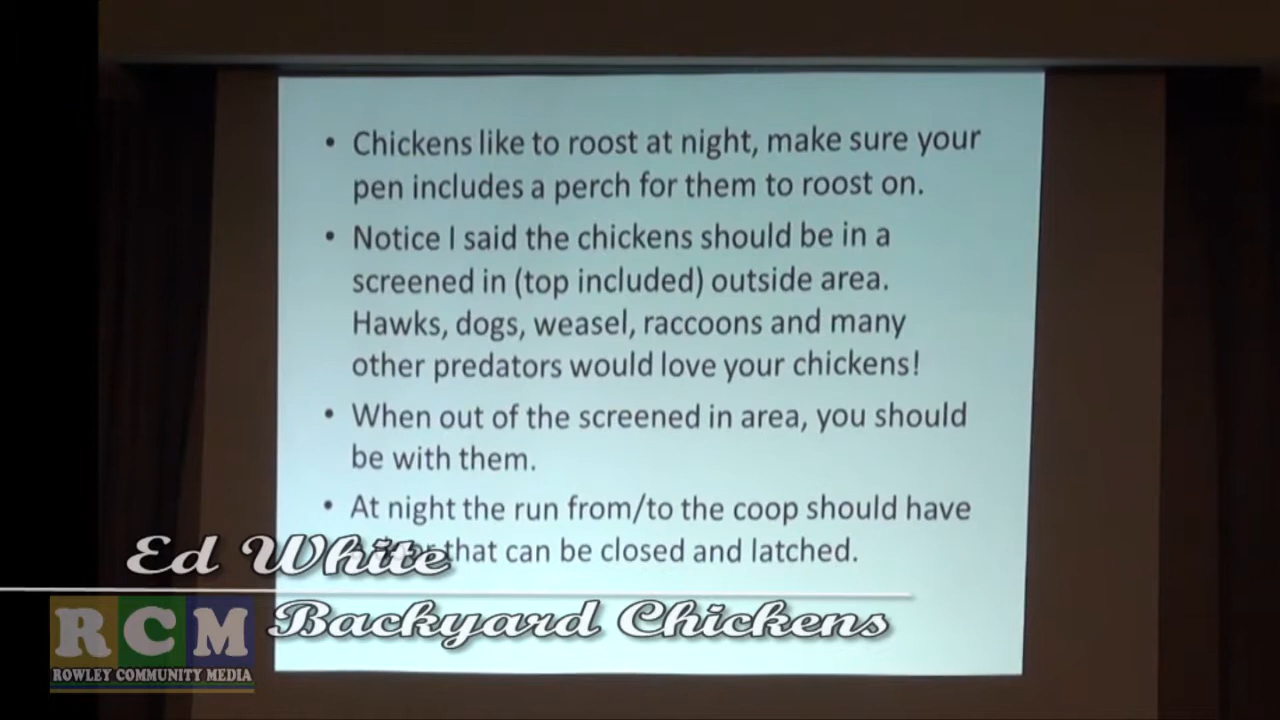 • Chickens like to roost at night, make sure your
pen includes a perch for them to roost on.
• Notice I said the chickens should be in a
screened in (top included) outside area.
Hawks, dogs, weasel, raccoons and many
other predators would love your chickens!
• When out of the screened in area, you should
be with them.
• At night the run from/to the coop should have
that can be closed and latched.
Ed White
Backyard Chickens
RCM
ROWLEY COMMUNITY MEDIA